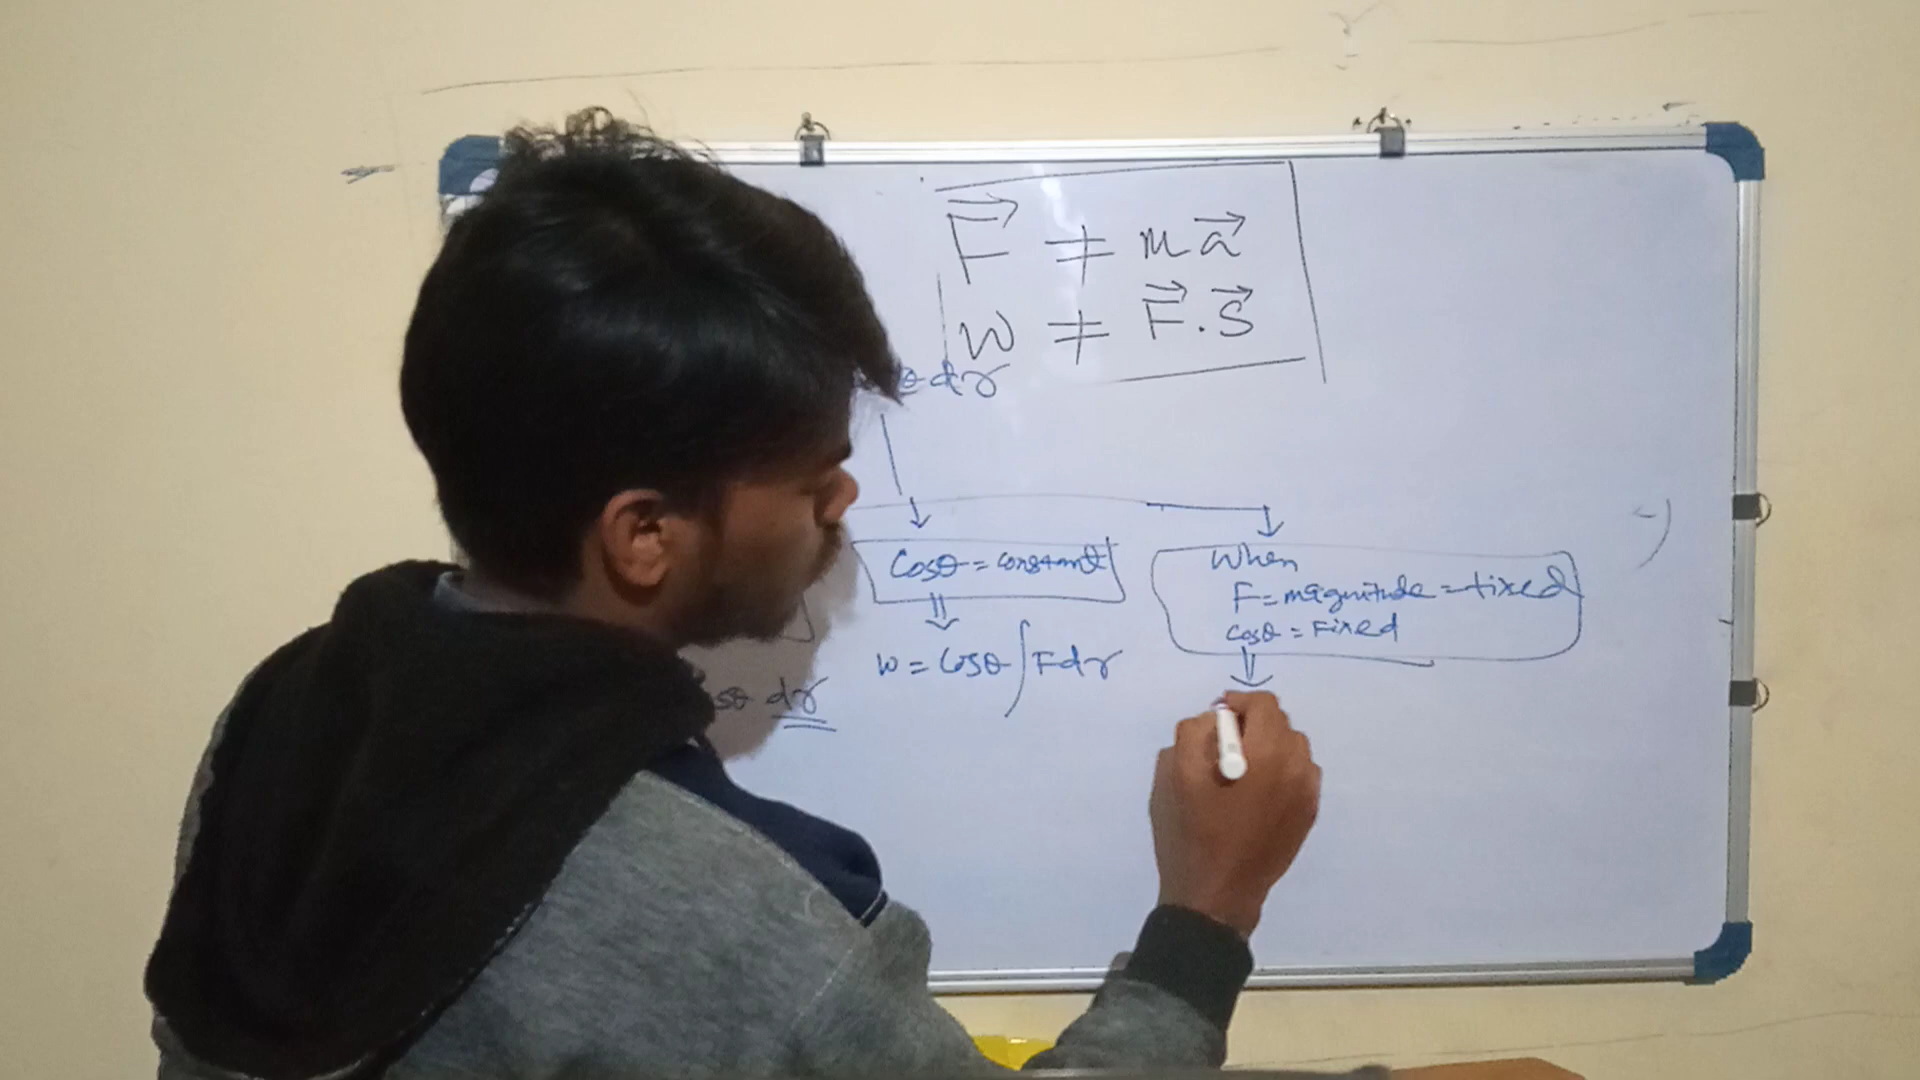 F⃗ ≠ ma⃗
W ≠ F⃗.S⃗
θ dr
Cosθ = constant
When
F = magnitude = fixed
cosθ = Fixed
W = Cosθ ∫ F dr
sθ dr